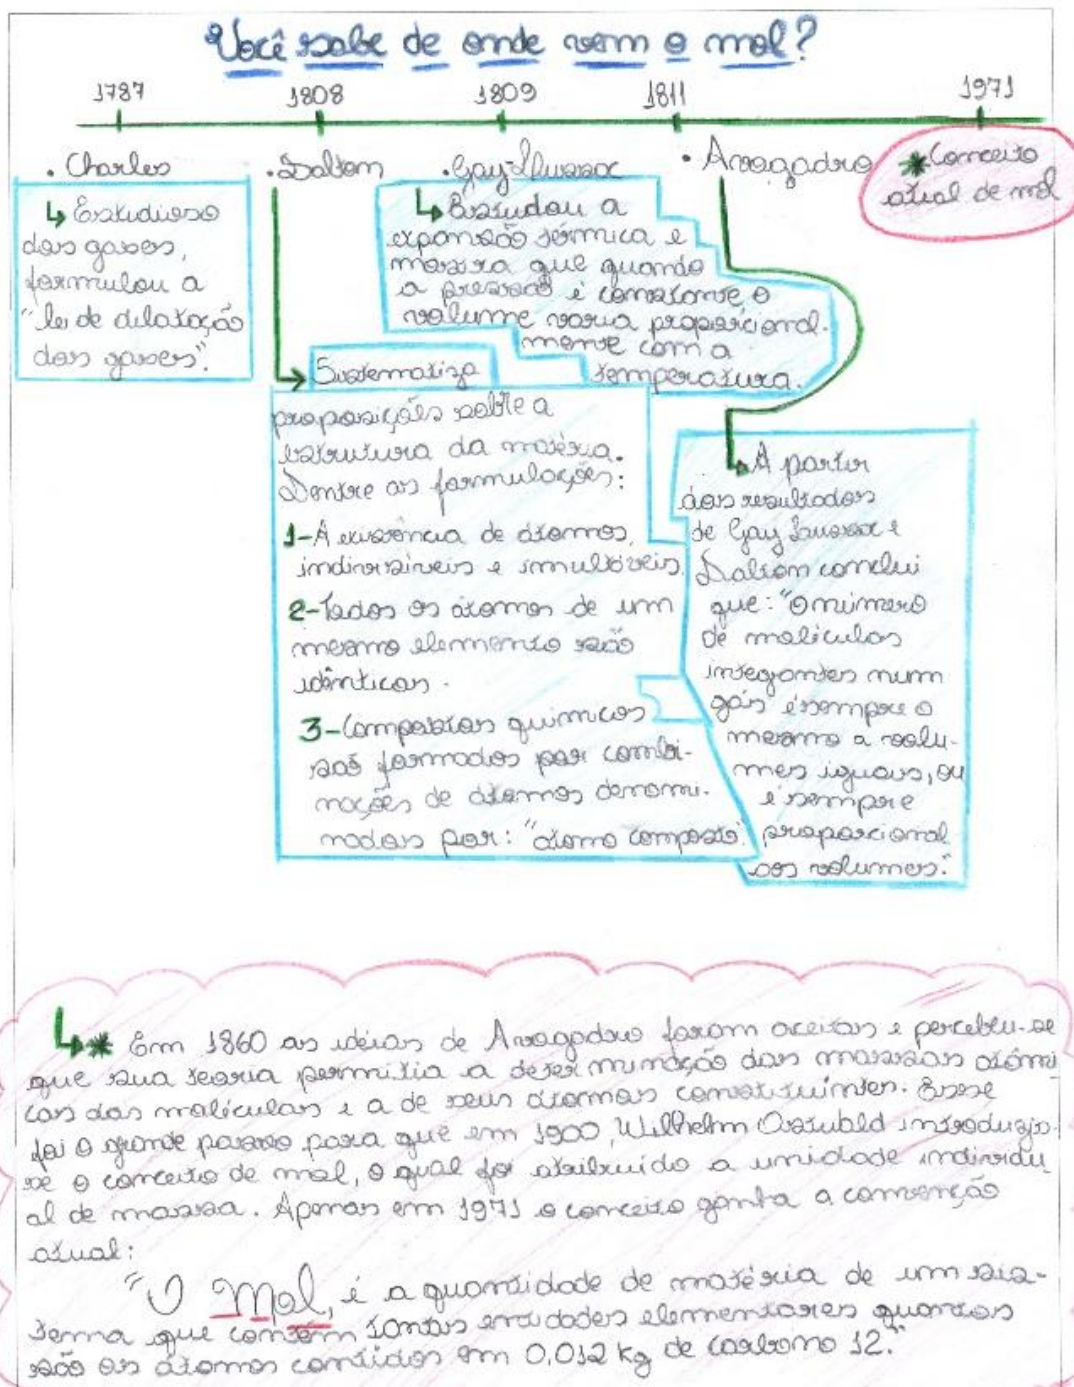 Você sabe de onde vem o mol?
1787
1808
1809
1811
1971
• Charles
Estudioso
dos gases,
formulou a
"lei de dilatação
dos gases".
• Dalton
Sistematiza
proposições sobre a
estrutura da matéria.
Dentre as formulações:
1-A existência de átomos,
indivisíveis e imutáveis.
2-Todos os átomos de um
mesmo elemento são
idênticos.
3-Compostos químicos
são formados por combi-
nações de átomos denomi-
nados por: "átomo composto".
• Gay-Lussac
Estudou a
expansão térmica e
mostra que quando
a pressão é constante, o
volume varia proporcional-
mente com a
temperatura.
• Avogadro
A partir
dos resultados
de Gay Lussac e
Dalton conclui
que: "o número
de moléculas
integrantes num
gás é sempre o
mesmo a volu-
mes iguais, ou
é sempre
proporcional
aos volumes."
* Conceito
atual de mol
* Em 1860 as idéias de Avogadro foram aceitas e percebeu-se
que sua teoria permitia a determinação das massas atômi
cas das moléculas e a de seus átomos constituintes. Esse
foi o grande passo para que em 1900, Wilhelm Ostwald introduzis-
se o conceito de mol, o qual foi atribuído a unidade individu
al de massa. Apenas em 1971 o conceito ganha a convenção
atual:
"O Mol, é a quantidade de matéria de um sis-
tema que contém tantas entidades elementares quantos
são os átomos contidos em 0,012 kg de carbono 12."